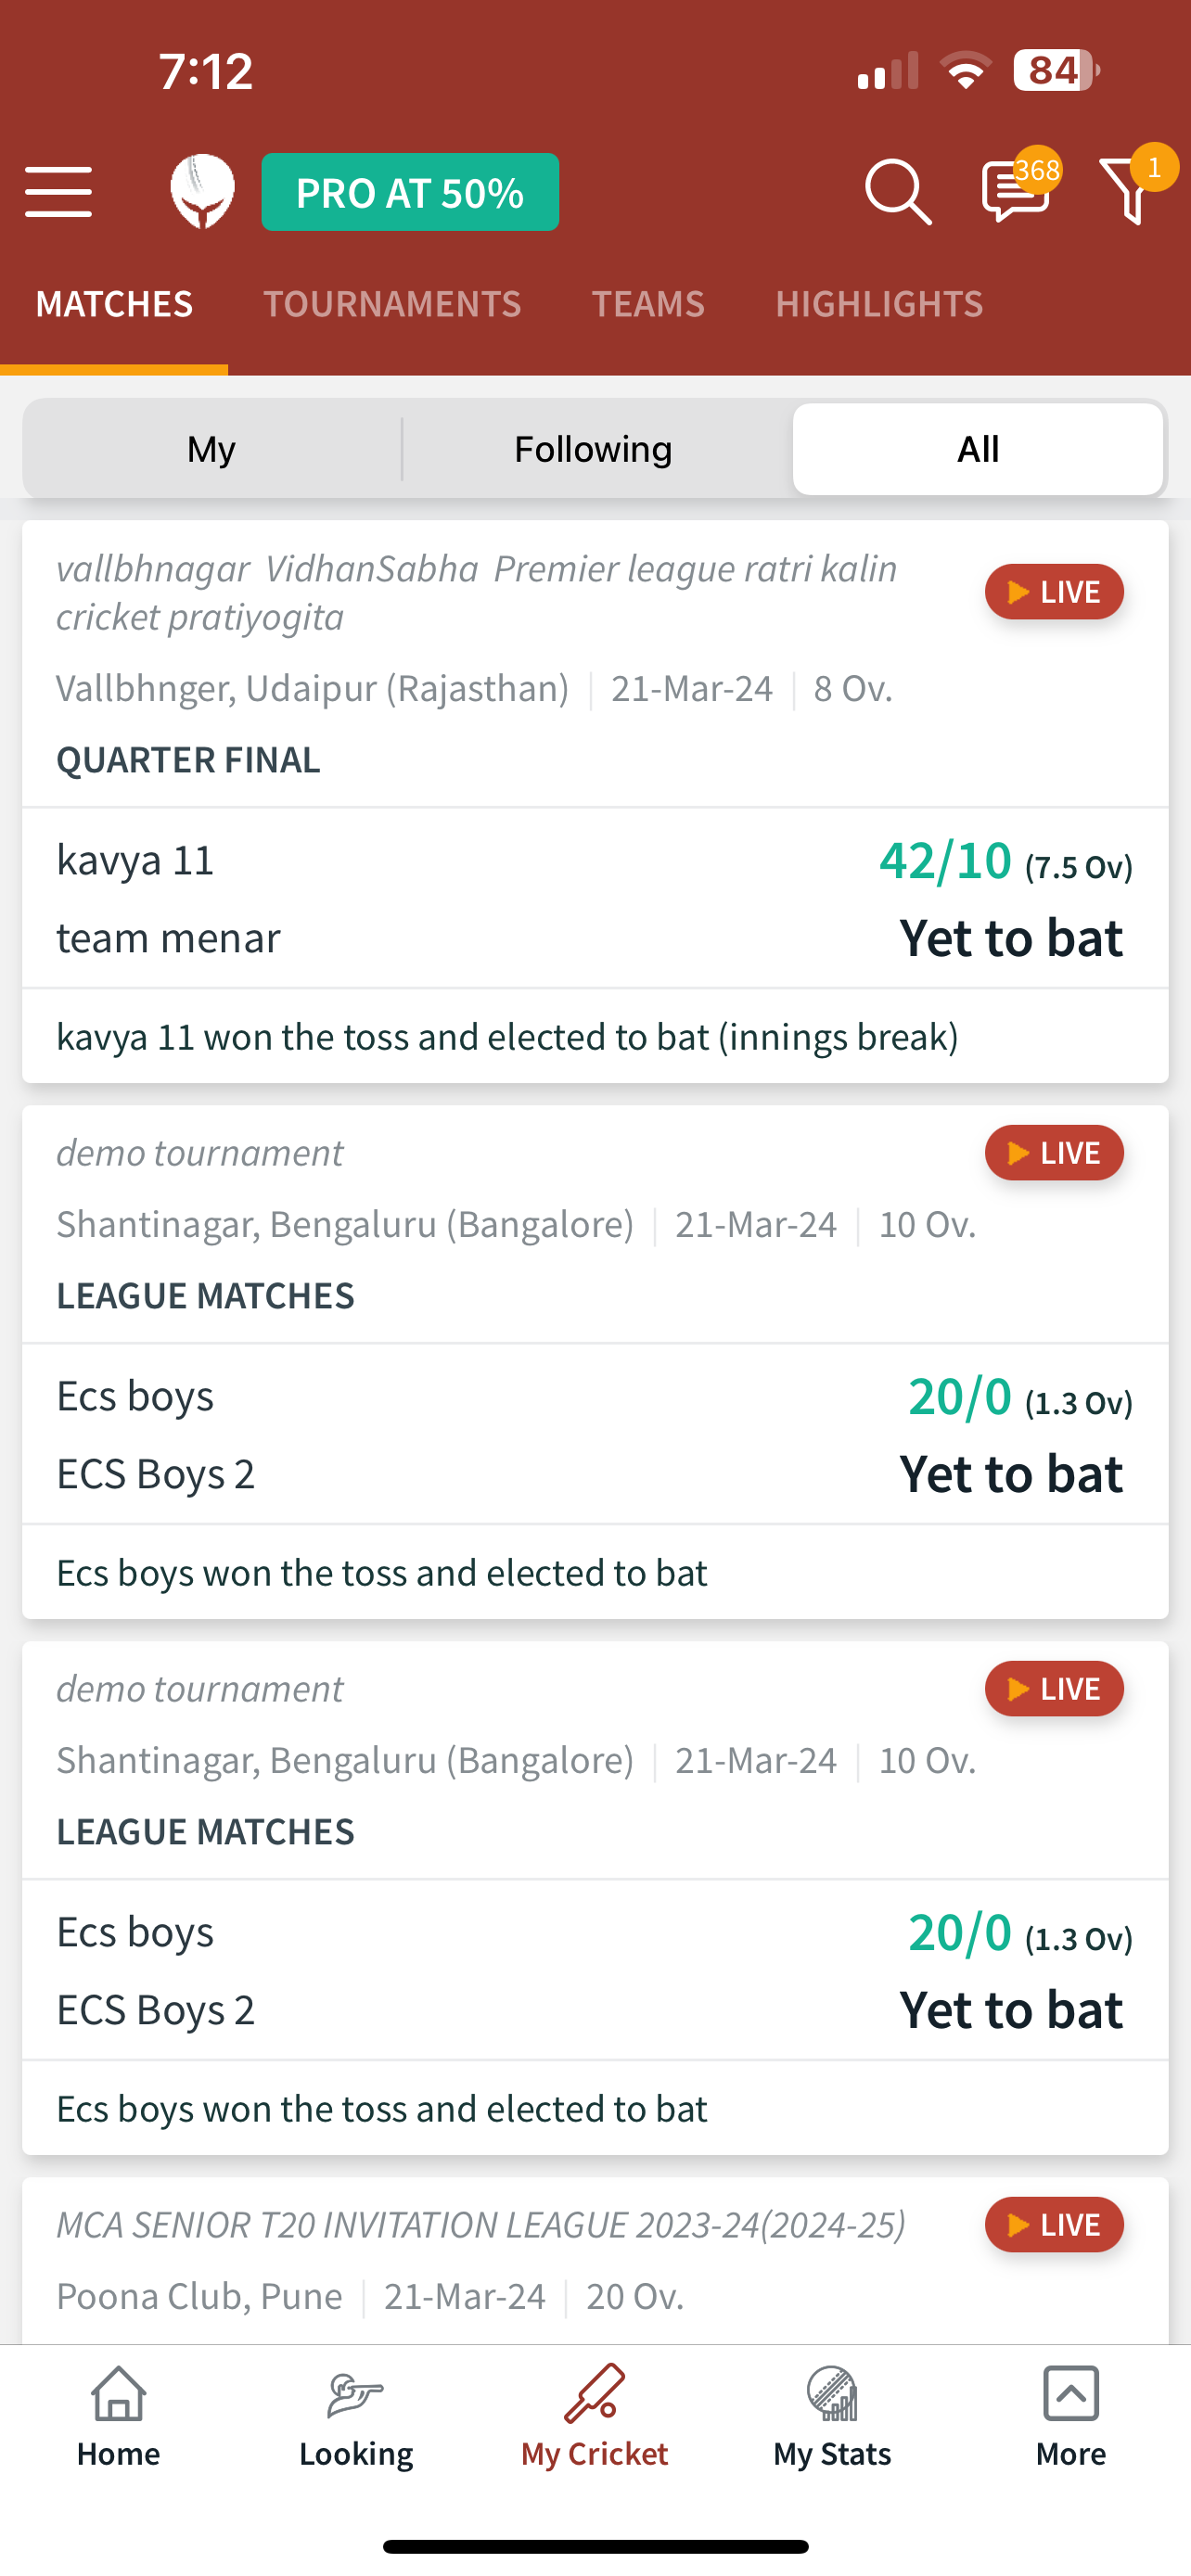 7:12
84
PRO AT 50%
368
1
MATCHES TOURNAMENTS TEAMS HIGHLIGHTS
My Following All
vallbhnagar VidhanSabha Premier league ratri kalin
cricket pratiyogita
LIVE
Vallbhnger, Udaipur (Rajasthan) | 21-Mar-24 | 8 Ov.
QUARTER FINAL
kavya 11 42/10 (7.5 Ov)
team menar Yet to bat
kavya 11 won the toss and elected to bat (innings break)
demo tournament LIVE
Shantinagar, Bengaluru (Bangalore) | 21-Mar-24 | 10 Ov.
LEAGUE MATCHES
Ecs boys 20/0 (1.3 Ov)
ECS Boys 2 Yet to bat
Ecs boys won the toss and elected to bat
demo tournament LIVE
Shantinagar, Bengaluru (Bangalore) | 21-Mar-24 | 10 Ov.
LEAGUE MATCHES
Ecs boys 20/0 (1.3 Ov)
ECS Boys 2 Yet to bat
Ecs boys won the toss and elected to bat
MCA SENIOR T20 INVITATION LEAGUE 2023-24(2024-25) LIVE
Poona Club, Pune | 21-Mar-24 | 20 Ov.
Home Looking My Cricket My Stats More